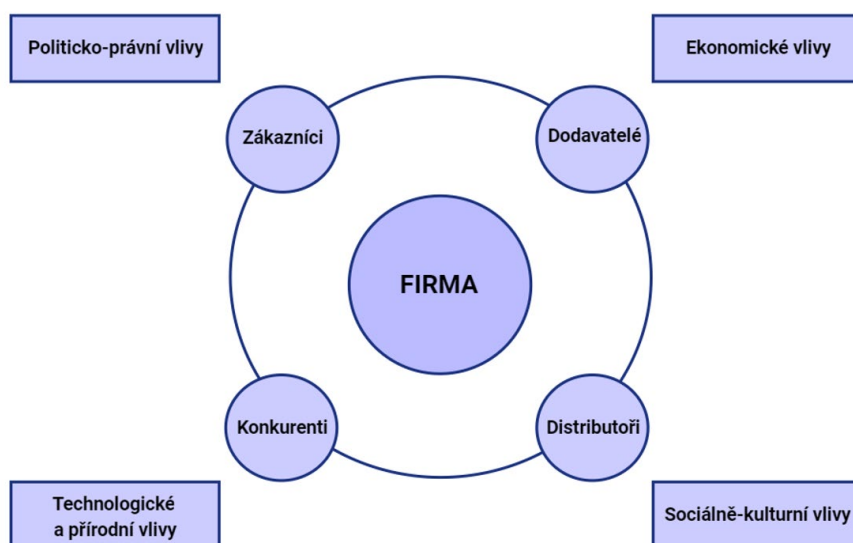 Politicko-právní vlivy
Ekonomické vlivy
Zákazníci
Dodavatelé
FIRMA
Konkurenti
Distributoři
Technologické
a přírodní vlivy
Sociálně-kulturní vlivy